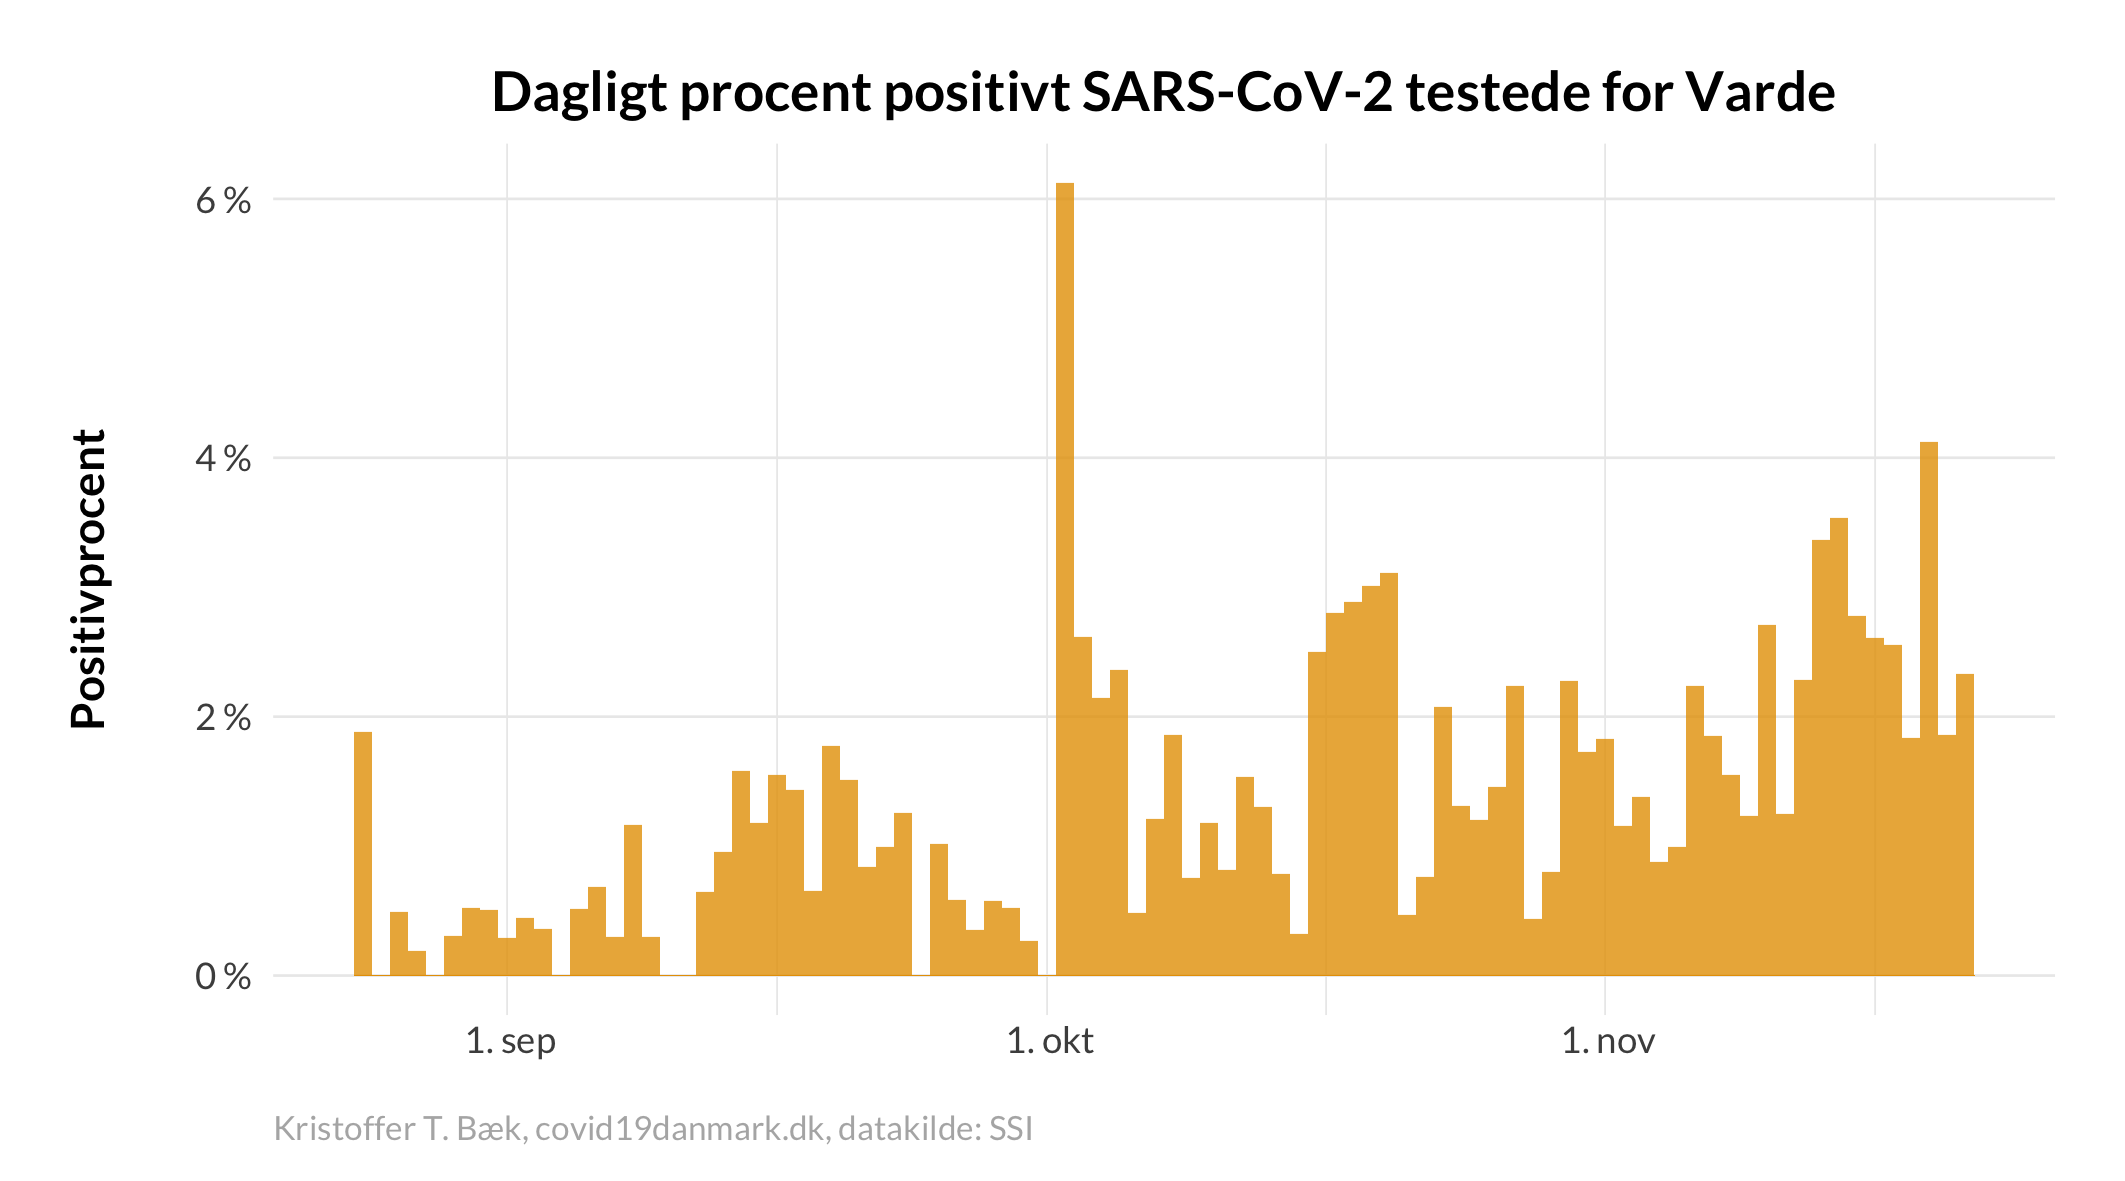 Dagligt procent positivt SARS-CoV-2 testede for Varde
Positivprocent
6 %
4 %
2 %
0 %
1. sep
1. okt
1. nov
Kristoffer T. Bæk, covid19danmark.dk, datakilde: SSI